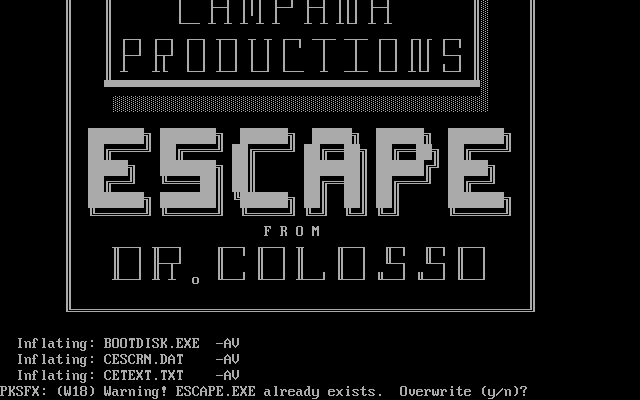 CAMPANA
PRODUCTIONS
ESCAPE
FROM
DR. COLOSSO
Inflating: BOOTDISK.EXE -AV
Inflating: CESCRN.DAT -AV
Inflating: CETEXT.TXT -AV
PKSFX: (W18) Warning! ESCAPE.EXE already exists. Overwrite (y/n)?